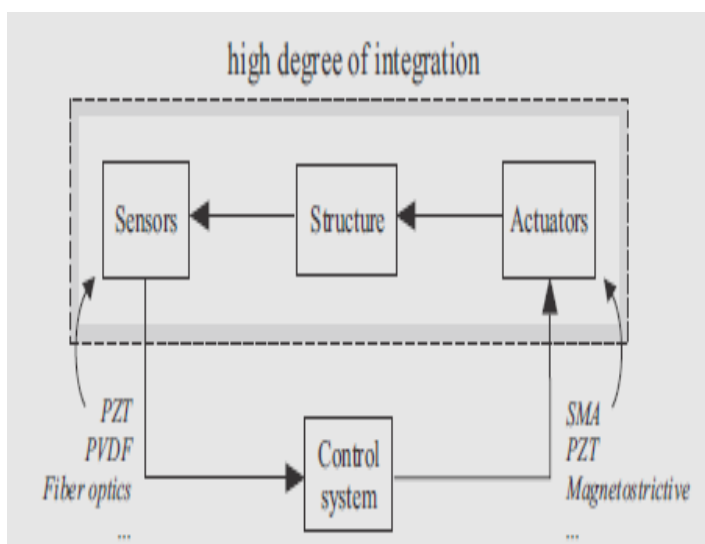 high degree of integration
Sensors
Structure
Actuators
PZT
PVDF
Fiber optics
...
Control
system
SMA
PZT
Magnetostrictive
...